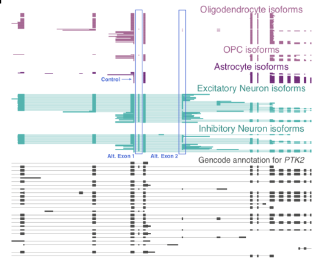 Oligodendrocyte isoforms
OPC isoforms
Astrocyte isoforms
Control →
Excitatory Neuron isoforms
Inhibitory Neuron isoforms
Alt. Exon 1 Alt. Exon 2
Gencode annotation for PTK2